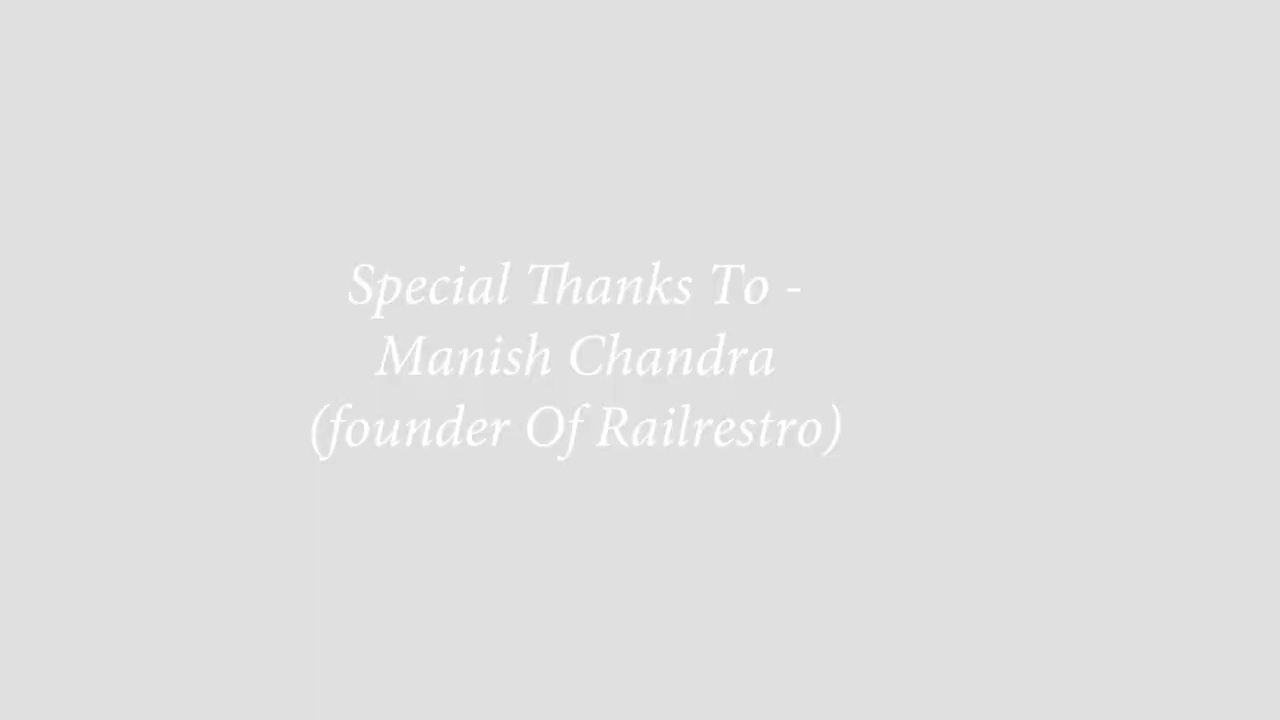 Special Thanks To -
Manish Chandra
(founder Of Railrestro)